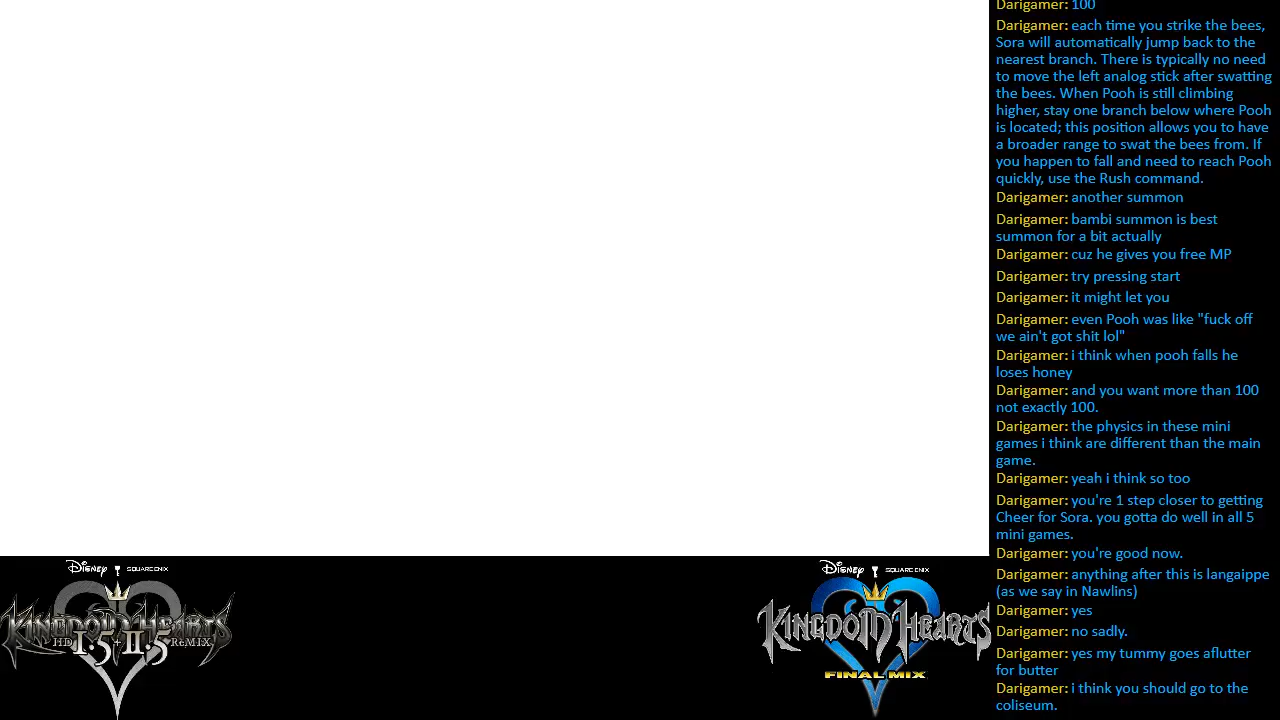 Darigamer: 100
Darigamer: each time you strike the bees,
Sora will automatically jump back to the
nearest branch. There is typically no need
to move the left analog stick after swatting
the bees. When Pooh is still climbing
higher, stay one branch below where Pooh
is located; this position allows you to have
a broader range to swat the bees from. If
you happen to fall and need to reach Pooh
quickly, use the Rush command.
Darigamer: another summon
Darigamer: bambi summon is best
summon for a bit actually
Darigamer: cuz he gives you free MP
Darigamer: try pressing start
Darigamer: it might let you
Darigamer: even Pooh was like "fuck off
we ain't got shit lol"
Darigamer: i think when pooh falls he
loses honey
Darigamer: and you want more than 100
not exactly 100.
Darigamer: the physics in these mini
games i think are different than the main
game.
Darigamer: yeah i think so too
Darigamer: you're 1 step closer to getting
Cheer for Sora. you gotta do well in all 5
mini games.
Darigamer: you're good now.
Darigamer: anything after this is langaippe
(as we say in Nawlins)
Darigamer: yes
Darigamer: no sadly.
Darigamer: yes my tummy goes aflutter
for butter
Darigamer: i think you should go to the
coliseum.
Disney SQUARE ENIX
KINGDOM HEARTS
HD I.5+II.5 ReMIX
Disney SQUARE ENIX
KINGDOM HEARTS
FINAL MIX